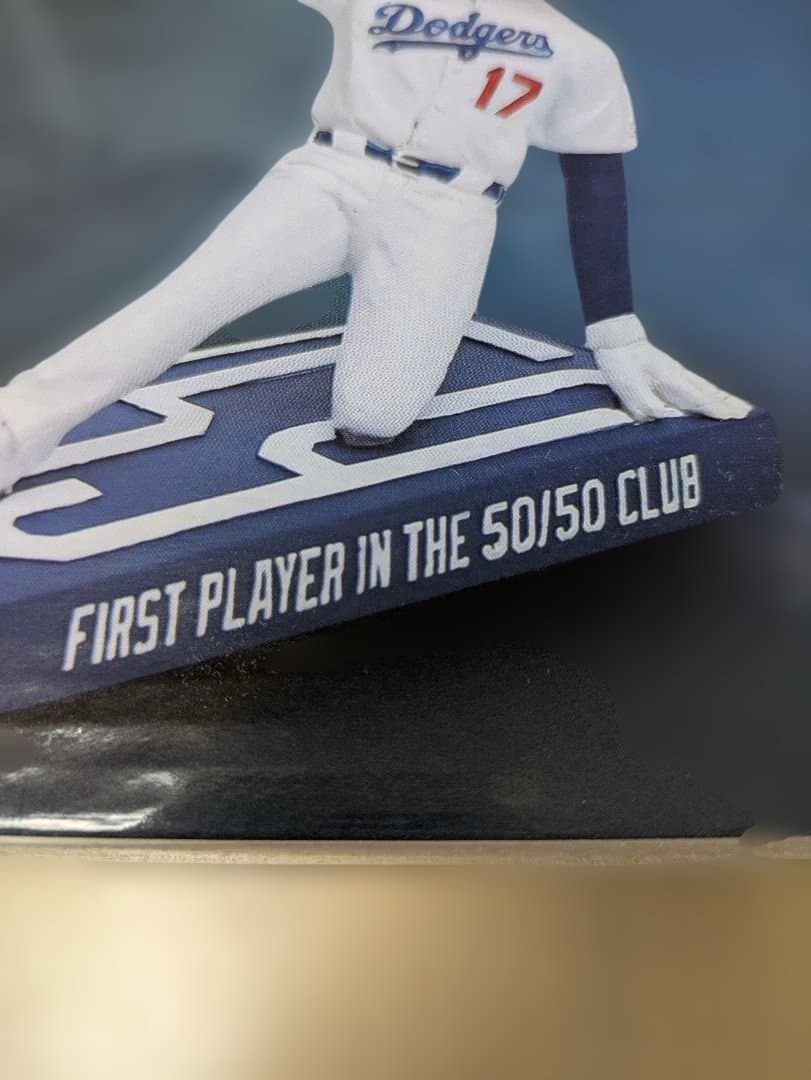 Dodgers
17
FIRST PLAYER IN THE 50/50 CLUB